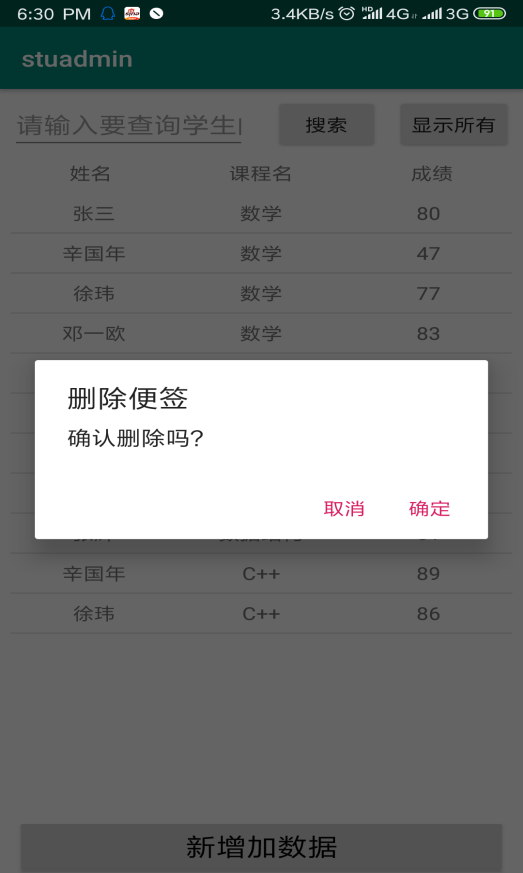 6:30 PM 3.4KB/s HD 4G 3G 91
stuadmin
请输入要查询学生 搜索 显示所有
姓名 课程名 成绩
张三 数学 80
辛国年 数学 47
徐玮 数学 77
邓一欧 数学 83
删除便签
确认删除吗?
取消 确定
辛国年 C++ 89
徐玮 C++ 86
新增加数据